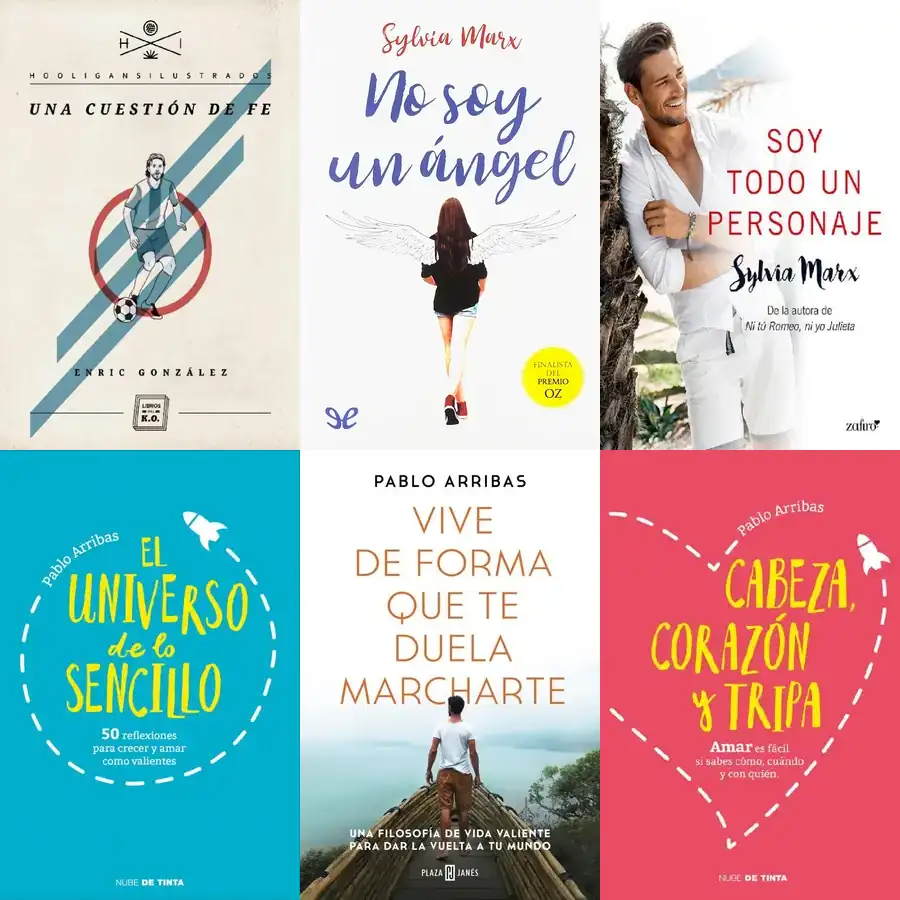 H I
HOOLIGANSILUSTRADOS
UNA CUESTIÓN DE FE
ENRIC GONZÁLEZ
LIBROS
DEL
K.O.
Sylvia Marx
No soy
un ángel
FINALISTA
DEL
PREMIO
OZ
SOY
TODO UN
PERSONAJE
Sylvia Marx
De la autora de
Ni tú Romeo, ni yo Julieta
zafiro
Pablo Arribas
EL
UNIVERSO
de lo
SENCILLO
50 reflexiones
para crecer y amar
como valientes
NUBE DE TINTA
PABLO ARRIBAS
VIVE
DE FORMA
QUE TE
DUELA
MARCHARTE
UNA FILOSOFÍA DE VIDA VALIENTE
PARA DAR LA VUELTA A TU MUNDO
PLAZA JANÉS
Pablo Arribas
CABEZA,
CORAZÓN
y TRIPA
Amar es fácil
si sabes cómo, cuándo
y con quién.
NUBE DE TINTA